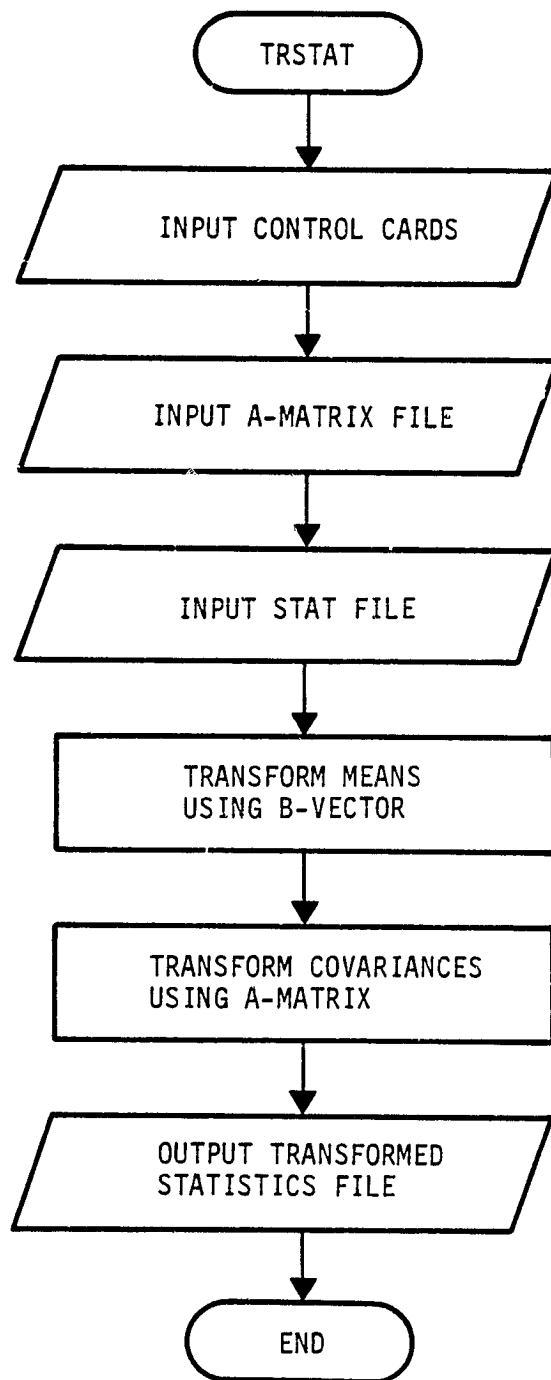 TRSTAT
INPUT CONTROL CARDS
INPUT A-MATRIX FILE
INPUT STAT FILE
TRANSFORM MEANS
USING B-VECTOR
TRANSFORM COVARIANCES
USING A-MATRIX
OUTPUT TRANSFORMED
STATISTICS FILE
END